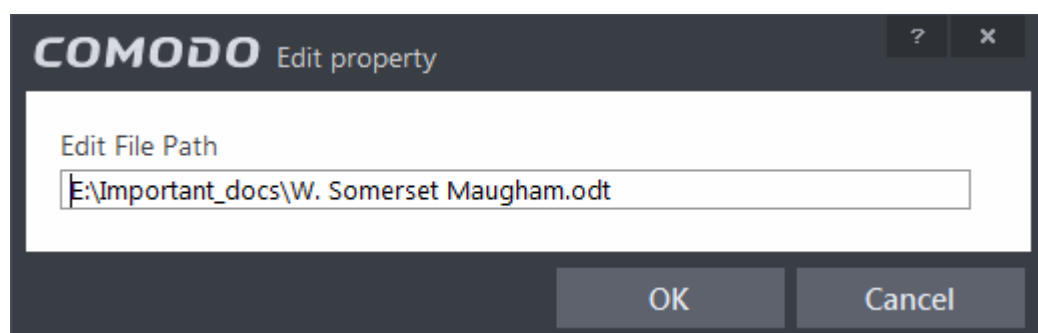 COMODO Edit property ? ×
Edit File Path
E:\Important_docs\W. Somerset Maugham.odt
OK Cancel